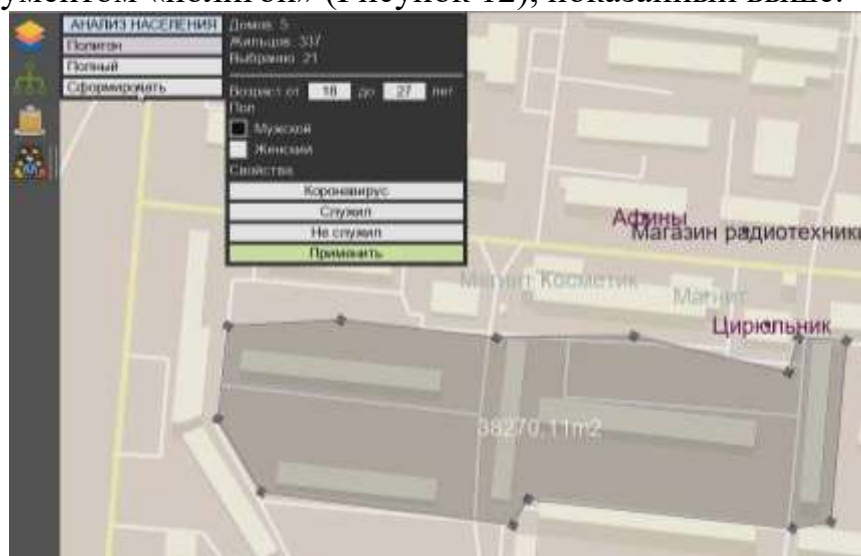 ументом «полигон» (Рисунок 12), показанный выше.
АНАЛИЗ НАСЕЛЕНИЯ
Полигон
Полный
Сформировать
Домов: 5
Жильцов: 337
Выбранно: 21
Возраст от 18 до 27 лет
Пол
Мужской
Женский
Свойства
Коронавирус
Служил
Не служил
Применить
Афины
Магазин радиотехники
Магнит Косметик
Магнит
Цирюльник
38270.11m2